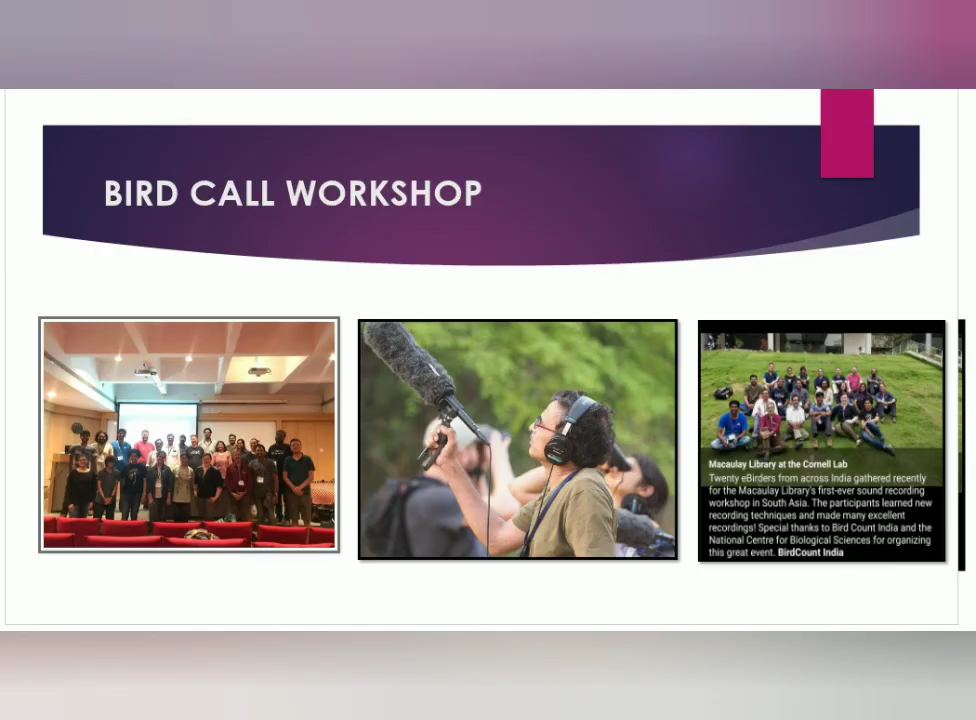 BIRD CALL WORKSHOP
Macaulay Library at the Cornell Lab
Twenty eBirders from across India gathered recently
for the Macaulay Library's first-ever sound recording
workshop in South Asia. The participants learned new
recording techniques and made many excellent
recordings! Special thanks to Bird Count India and the
National Centre for Biological Sciences for organizing
this great event. BirdCount India